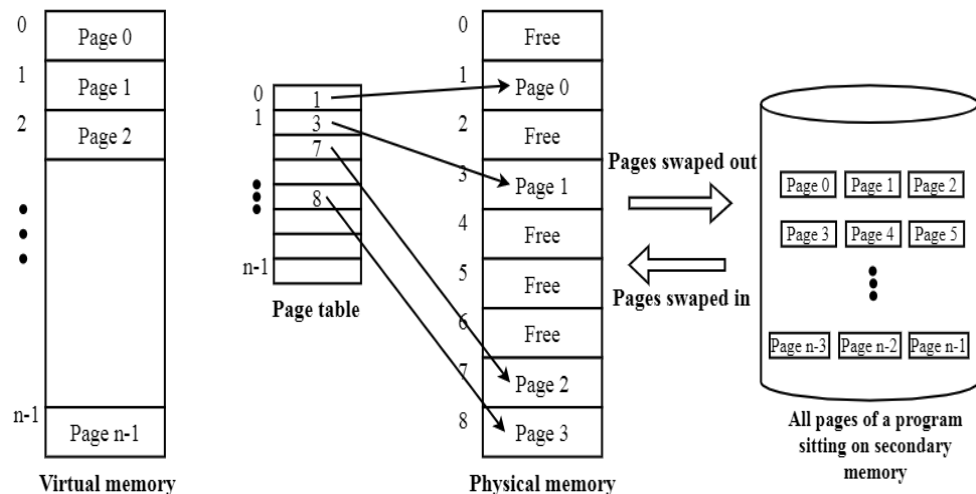 0
Page 0
1
Page 1
2
Page 2
n-1
Page n-1
Virtual memory
0
1
1
3
7
8
n-1
Page table
0
Free
1
Page 0
2
Free
3
Page 1
4
Free
5
Free
6
Free
7
Page 2
8
Page 3
Physical memory
Pages swaped out
Pages swaped in
Page 0 Page 1 Page 2
Page 3 Page 4 Page 5
Page n-3 Page n-2 Page n-1
All pages of a program
sitting on secondary
memory